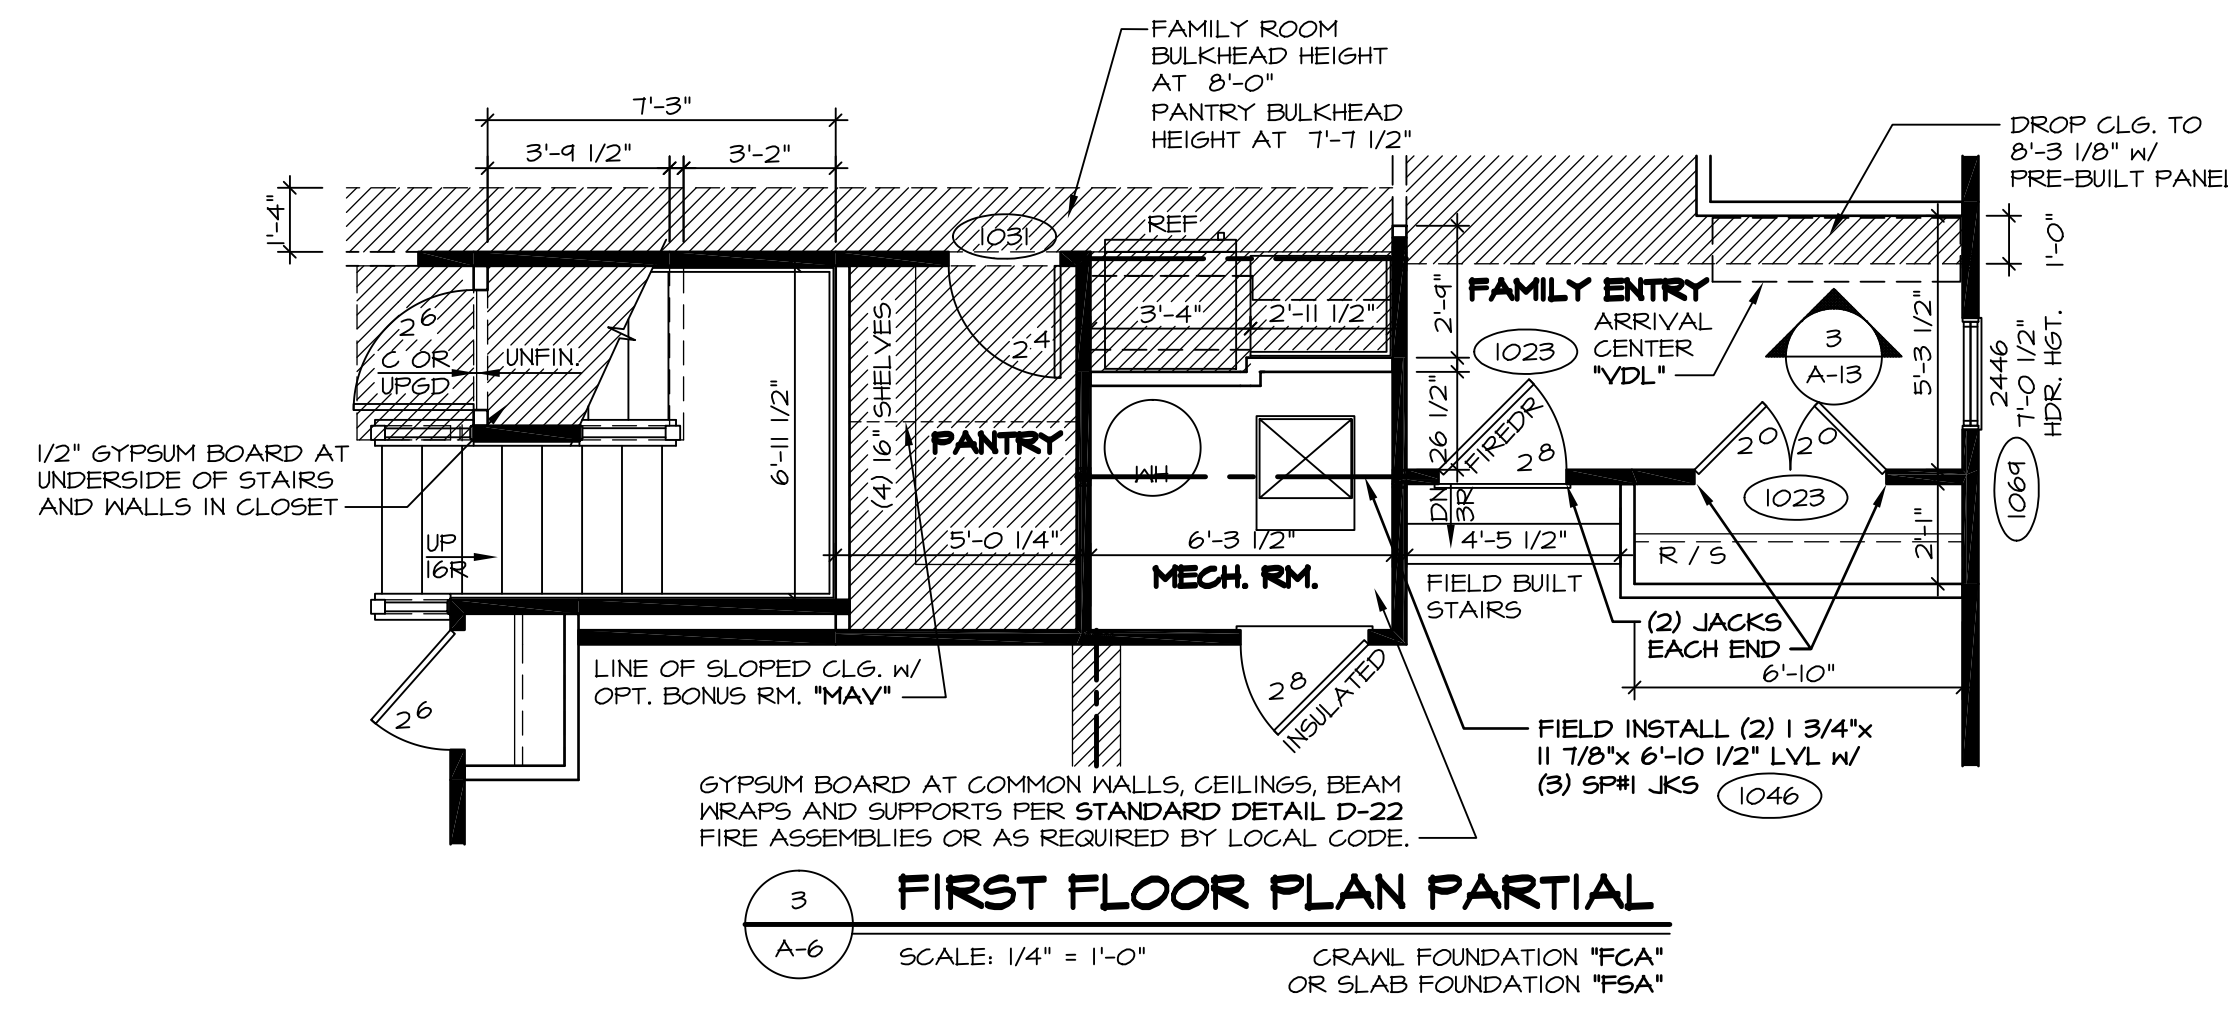 FAMILY ROOM
BULKHEAD HEIGHT
AT 8'-0"
PANTRY BULKHEAD
HEIGHT AT 7'-7 1/2"
7'-3"
3'-9 1/2"
3'-2"
1'-4"
DROP CLG. TO
8'-3 1/8" W/
PRE-BUILT PANEL
1031
REF
1'-0"
FAMILY ENTRY
ARRIVAL
CENTER
"VDL"
1023
3
A-13
5'-3 1/2"
2446
7'-0 1/2"
HDR. HGT.
1069
2'-9"
3'-4"
2'-11 1/2"
2 6
C OR
UPGD
UNFIN.
2 4
(4) 16" SHELVES
6'-11 1/2"
PANTRY
1/2" GYPSUM BOARD AT
UNDERSIDE OF STAIRS
AND WALLS IN CLOSET
WH
26 1/2"
FIREDR
2 8
2 0
2 0
1023
DN
3R
UP
16R
5'-0 1/4"
6'-3 1/2"
4'-5 1/2"
R / S
2'-1"
MECH. RM.
FIELD BUILT
STAIRS
(2) JACKS
EACH END
6'-10"
LINE OF SLOPED CLG. W/
OPT. BONUS RM. "MAV"
2 6
2 8
INSULATED
FIELD INSTALL (2) 1 3/4"x
11 7/8"x 6'-10 1/2" LVL W/
(3) SP#1 JKS
1046
GYPSUM BOARD AT COMMON WALLS, CEILINGS, BEAM
WRAPS AND SUPPORTS PER STANDARD DETAIL D-22
FIRE ASSEMBLIES OR AS REQUIRED BY LOCAL CODE.
3
A-6
FIRST FLOOR PLAN PARTIAL
SCALE: 1/4" = 1'-0"
CRAWL FOUNDATION "FCA"
OR SLAB FOUNDATION "FSA"